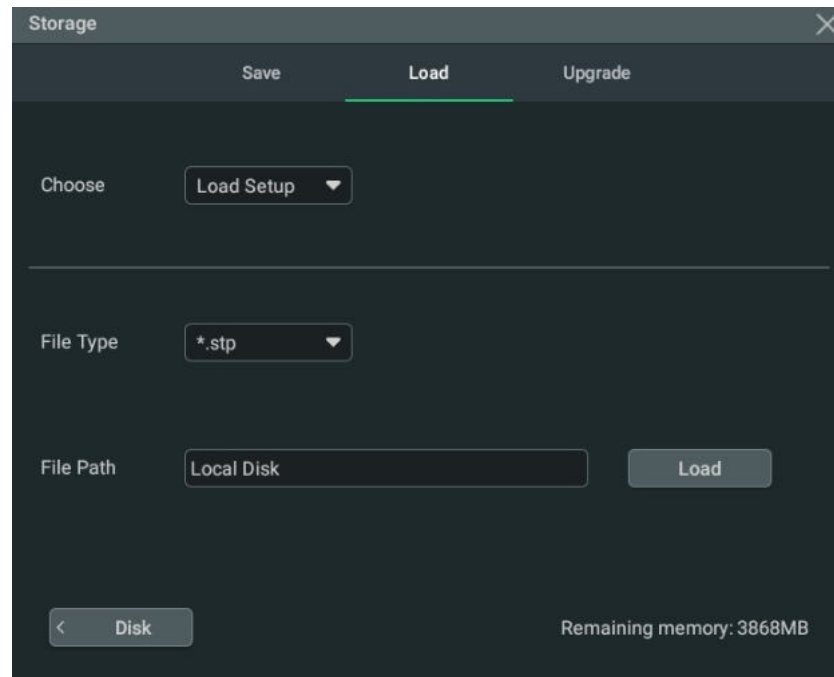 Storage
Save Load Upgrade
Choose Load Setup
File Type *.stp
File Path Local Disk Load
Disk Remaining memory: 3868MB